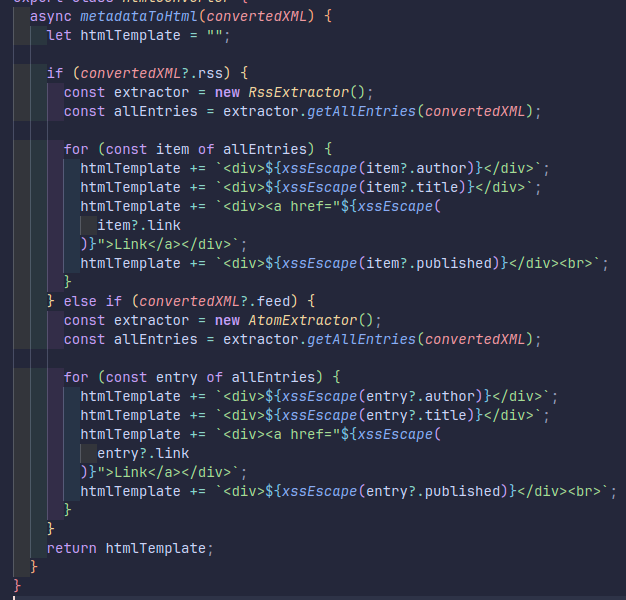 export class HtmlConvertor {
  async metadataToHtml(convertedXML) {
    let htmlTemplate = "";

    if (convertedXML?.rss) {
      const extractor = new RssExtractor();
      const allEntries = extractor.getAllEntries(convertedXML);

      for (const item of allEntries) {
        htmlTemplate += `<div>${xssEscape(item?.author)}</div>`;
        htmlTemplate += `<div>${xssEscape(item?.title)}</div>`;
        htmlTemplate += `<div><a href="${xssEscape(
          item?.link
        )}">Link</a></div>`;
        htmlTemplate += `<div>${xssEscape(item?.published)}</div><br>`;
      }
    } else if (convertedXML?.feed) {
      const extractor = new AtomExtractor();
      const allEntries = extractor.getAllEntries(convertedXML);

      for (const entry of allEntries) {
        htmlTemplate += `<div>${xssEscape(entry?.author)}</div>`;
        htmlTemplate += `<div>${xssEscape(entry?.title)}</div>`;
        htmlTemplate += `<div><a href="${xssEscape(
          entry?.link
        )}">Link</a></div>`;
        htmlTemplate += `<div>${xssEscape(entry?.published)}</div><br>`;
      }
    }
    return htmlTemplate;
  }
}